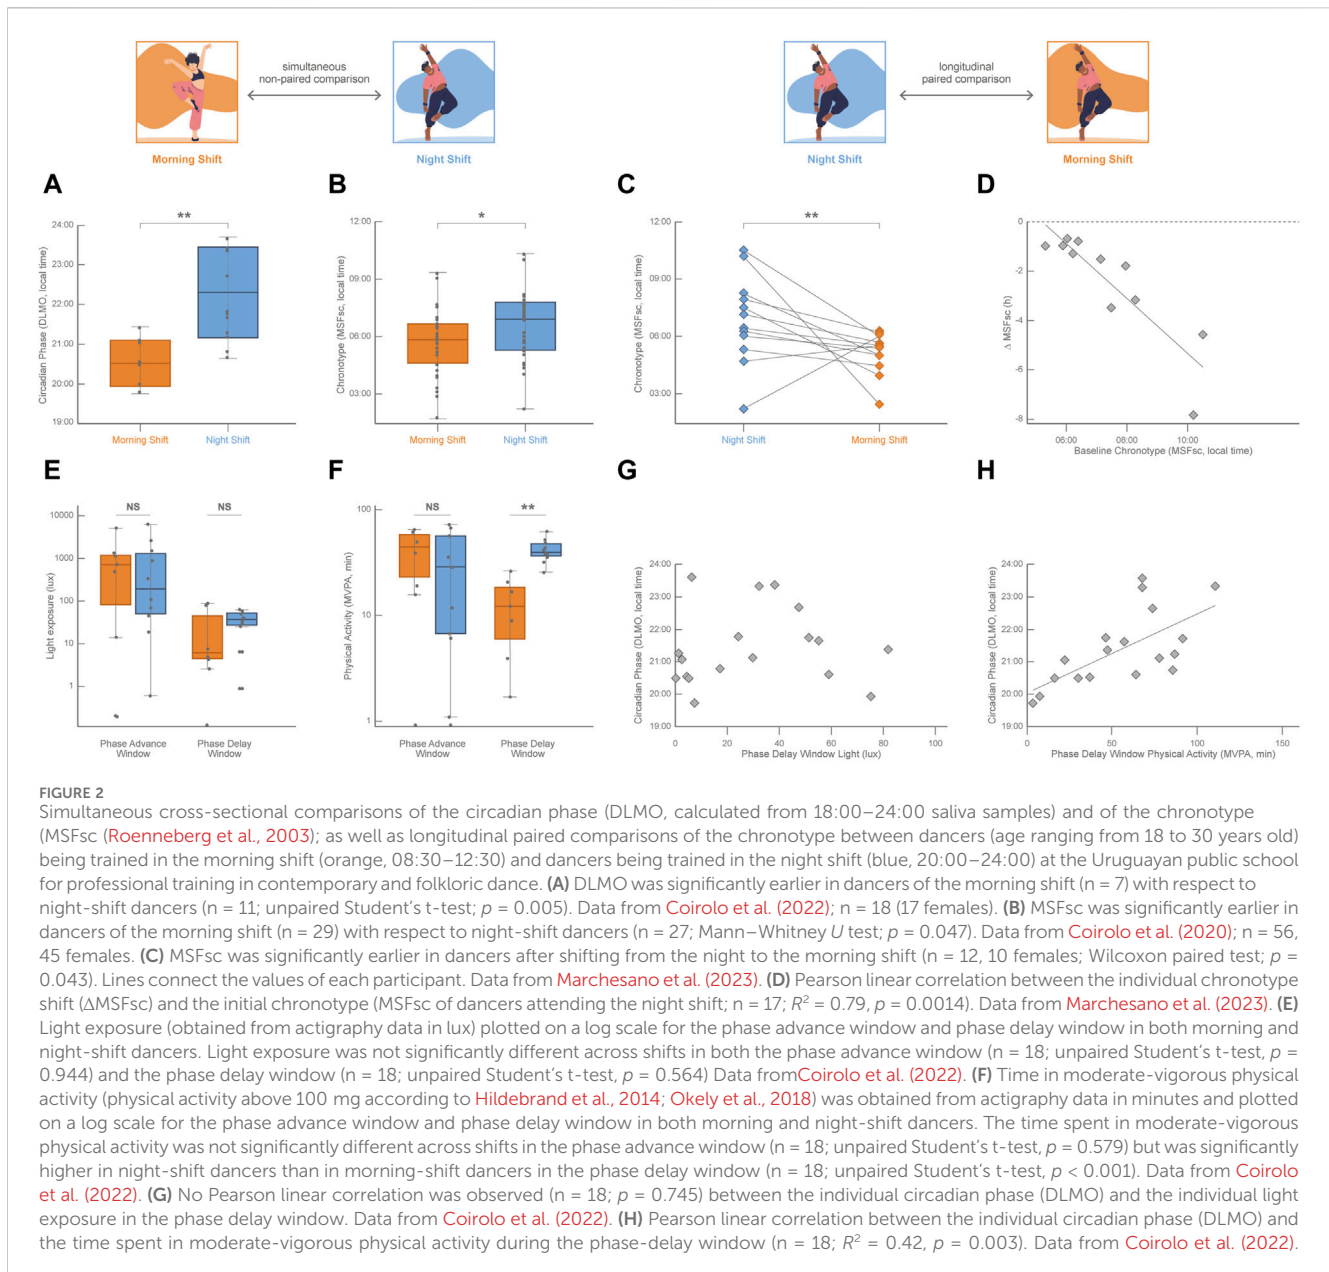 simultaneous
non-paired comparison
longitudinal
paired comparison
Morning Shift
Night Shift
Night Shift
Morning Shift
A
B
C
D
**
*
**
Circadian Phase (DLMO, local time)
24:00
23:00
22:00
21:00
20:00
19:00
Morning Shift
Night Shift
Chronotype (MSFsc, local time)
12:00
09:00
06:00
03:00
Morning Shift
Night Shift
Chronotype (MSFsc, local time)
12:00
09:00
06:00
03:00
Night Shift
Morning Shift
Δ MSFsc (h)
0
-2
-4
-6
-8
06:00
08:00
10:00
Baseline Chronotype (MSFsc, local time)
E
F
G
H
NS
NS
Light exposure (lux)
10000
1000
100
10
1
Phase Advance
Window
Phase Delay
Window
NS
**
Physical Activity (MVPA, min)
100
10
1
Phase Advance
Window
Phase Delay
Window
Circadian Phase (DLMO, local time)
24:00
23:00
22:00
21:00
20:00
19:00
0
20
40
60
80
100
Phase Delay Window Light (lux)
Circadian Phase (DLMO, local time)
24:00
23:00
22:00
21:00
20:00
19:00
0
50
100
150
Phase Delay Window Physical Activity (MVPA, min)
FIGURE 2
Simultaneous cross-sectional comparisons of the circadian phase (DLMO, calculated from 18:00–24:00 saliva samples) and of the chronotype
(MSFsc (Roenneberg et al., 2003); as well as longitudinal paired comparisons of the chronotype between dancers (age ranging from 18 to 30 years old)
being trained in the morning shift (orange, 08:30–12:30) and dancers being trained in the night shift (blue, 20:00–24:00) at the Uruguayan public school
for professional training in contemporary and folkloric dance. (A) DLMO was significantly earlier in dancers of the morning shift (n = 7) with respect to
night-shift dancers (n = 11; unpaired Student's t-test; p = 0.005). Data from Coirolo et al. (2022); n = 18 (17 females). (B) MSFsc was significantly earlier in
dancers of the morning shift (n = 29) with respect to night-shift dancers (n = 27; Mann–Whitney U test; p = 0.047). Data from Coirolo et al. (2020); n = 56,
45 females. (C) MSFsc was significantly earlier in dancers after shifting from the night to the morning shift (n = 12, 10 females; Wilcoxon paired test; p =
0.043). Lines connect the values of each participant. Data from Marchesano et al. (2023). (D) Pearson linear correlation between the individual chronotype
shift (ΔMSFsc) and the initial chronotype (MSFsc of dancers attending the night shift; n = 17; R² = 0.79, p = 0.0014). Data from Marchesano et al. (2023). (E)
Light exposure (obtained from actigraphy data in lux) plotted on a log scale for the phase advance window and phase delay window in both morning and
night-shift dancers. Light exposure was not significantly different across shifts in both the phase advance window (n = 18; unpaired Student's t-test, p =
0.944) and the phase delay window (n = 18; unpaired Student's t-test, p = 0.564) Data fromCoirolo et al. (2022). (F) Time in moderate-vigorous physical
activity (physical activity above 100 mg according to Hildebrand et al., 2014; Okely et al., 2018) was obtained from actigraphy data in minutes and plotted
on a log scale for the phase advance window and phase delay window in both morning and night-shift dancers. The time spent in moderate-vigorous
physical activity was not significantly different across shifts in the phase advance window (n = 18; unpaired Student's t-test, p = 0.579) but was significantly
higher in night-shift dancers than in morning-shift dancers in the phase delay window (n = 18; unpaired Student's t-test, p < 0.001). Data from Coirolo
et al. (2022). (G) No Pearson linear correlation was observed (n = 18; p = 0.745) between the individual circadian phase (DLMO) and the individual light
exposure in the phase delay window. Data from Coirolo et al. (2022). (H) Pearson linear correlation between the individual circadian phase (DLMO) and
the time spent in moderate-vigorous physical activity during the phase-delay window (n = 18; R² = 0.42, p = 0.003). Data from Coirolo et al. (2022).